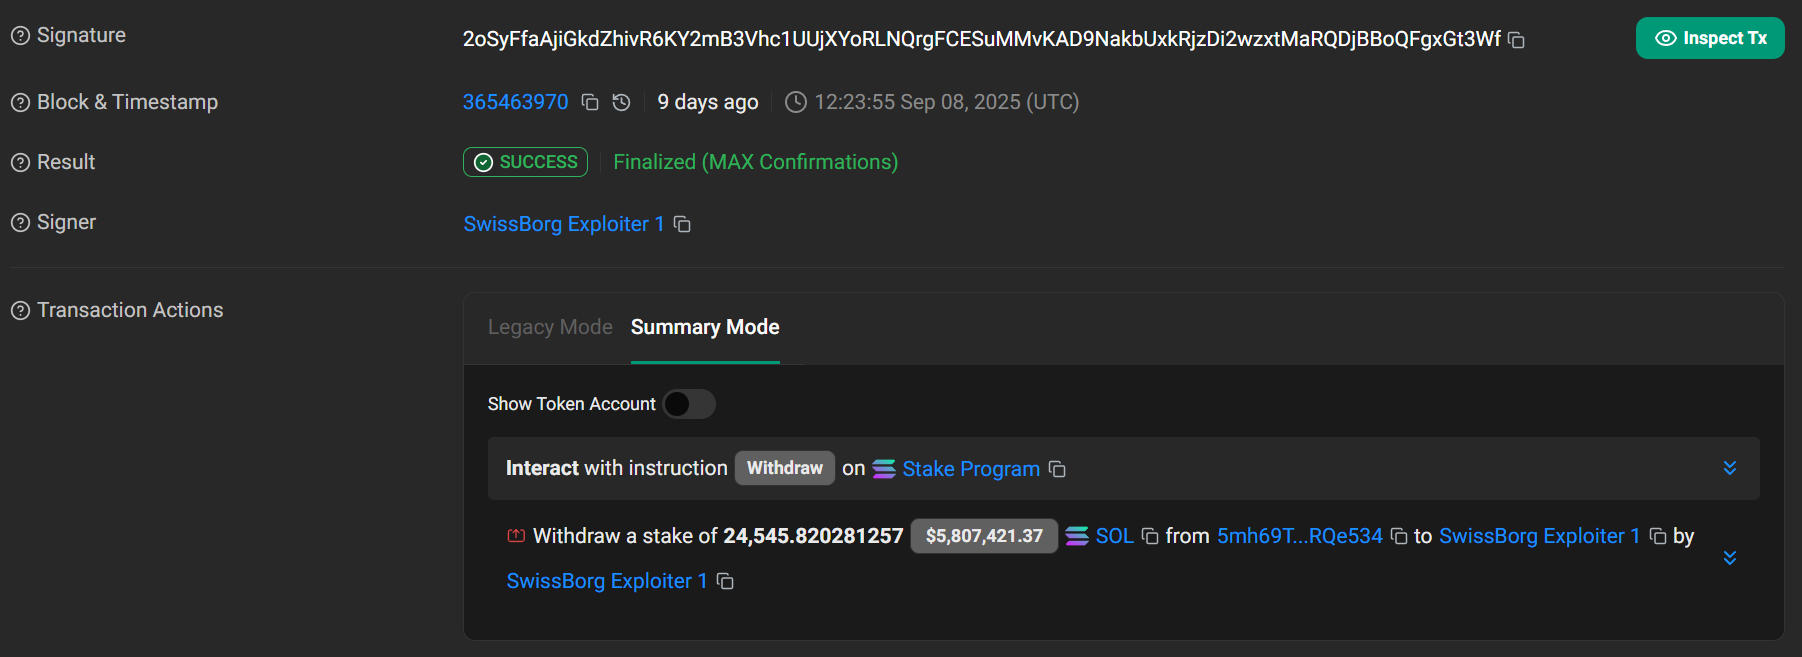 Signature
2oSyFfaAjiGkdZhivR6KY2mB3Vhc1UUjXYoRLNQrgFCESuMMvKAD9NakbUxkRjzDi2wzxtMaRQDjBBoQFgxGt3Wf
Inspect Tx
Block & Timestamp
365463970 9 days ago 12:23:55 Sep 08, 2025 (UTC)
Result
SUCCESS Finalized (MAX Confirmations)
Signer
SwissBorg Exploiter 1
Transaction Actions
Legacy Mode Summary Mode
Show Token Account
Interact with instruction Withdraw on Stake Program
Withdraw a stake of 24,545.820281257 $5,807,421.37 SOL from 5mh69T...RQe534 to SwissBorg Exploiter 1 by
SwissBorg Exploiter 1